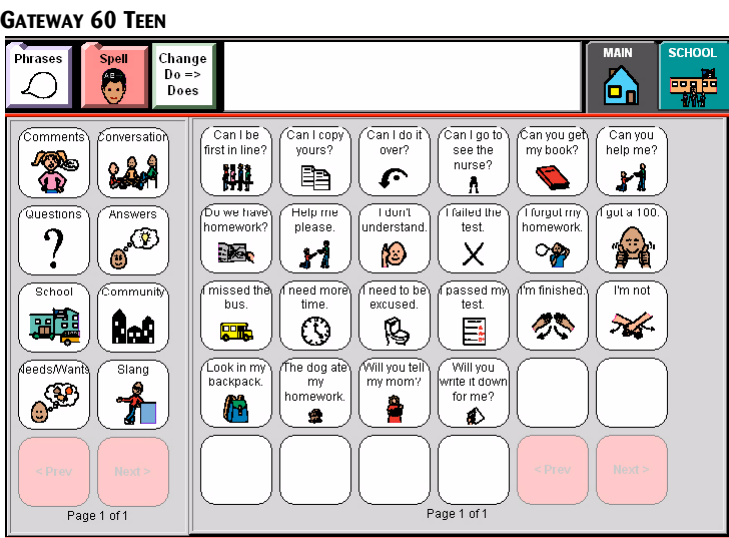 GATEWAY 60 TEEN
Phrases
Spell
Change
Do =>
Does
MAIN
SCHOOL
Comments
Conversation
Questions
Answers
School
Community
Needs/Wants
Slang
< Prev
Next >
Page 1 of 1
Can I be
first in line?
Can I copy
yours?
Can I do it
over?
Can I go to
see the
nurse?
Can you get
my book?
Can you
help me?
Do we have
homework?
Help me
please.
I don't
understand.
I failed the
test.
I forgot my
homework.
I got a 100.
I missed the
bus.
I need more
time.
I need to be
excused.
I passed my
test.
I'm finished.
I'm not
Look in my
backpack.
The dog ate
my
homework.
Will you tell
my mom?
Will you
write it down
for me?
< Prev
Next >
Page 1 of 1